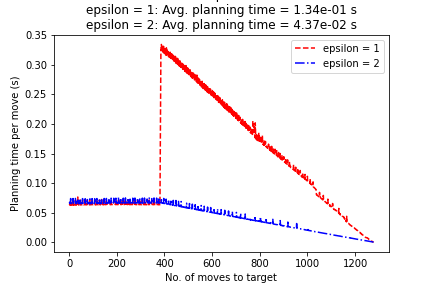 epsilon = 1: Avg. planning time = 1.34e-01 s
epsilon = 2: Avg. planning time = 4.37e-02 s
0.35
0.30
0.25
0.20
0.15
0.10
0.05
0.00
Planning time per move (s)
epsilon = 1
epsilon = 2
0 200 400 600 800 1000 1200
No. of moves to target